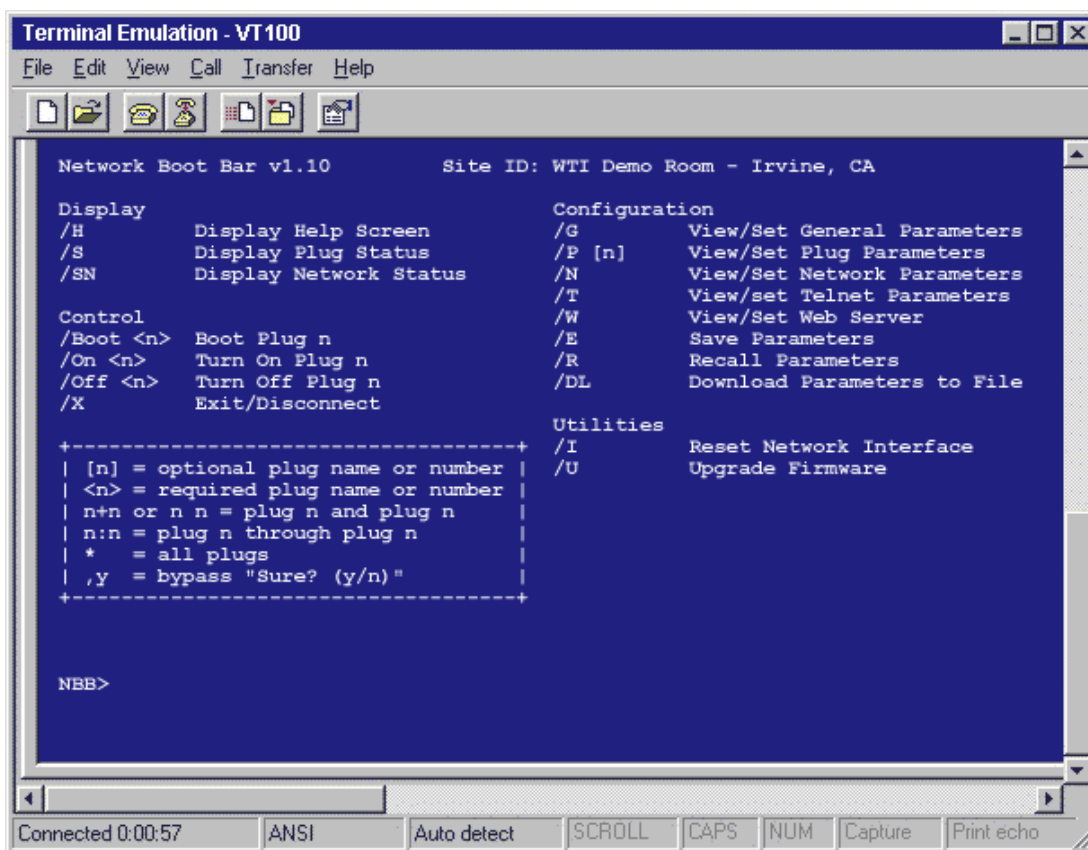 Terminal Emulation - VT100
File Edit View Call Transfer Help
Network Boot Bar v1.10 Site ID: WTI Demo Room - Irvine, CA
Display
/H Display Help Screen
/S Display Plug Status
/SN Display Network Status
Control
/Boot <n> Boot Plug n
/On <n> Turn On Plug n
/Off <n> Turn Off Plug n
/X Exit/Disconnect
+------------------------------------+
| [n] = optional plug name or number |
| <n> = required plug name or number |
| n+n or n n = plug n and plug n |
| n:n = plug n through plug n |
| * = all plugs |
| ,y = bypass "Sure? (y/n)" |
+------------------------------------+
Configuration
/G View/Set General Parameters
/P [n] View/Set Plug Parameters
/N View/Set Network Parameters
/T View/set Telnet Parameters
/W View/Set Web Server
/E Save Parameters
/R Recall Parameters
/DL Download Parameters to File
Utilities
/I Reset Network Interface
/U Upgrade Firmware
NBB>
Connected 0:00:57 ANSI Auto detect SCROLL CAPS NUM Capture Print echo